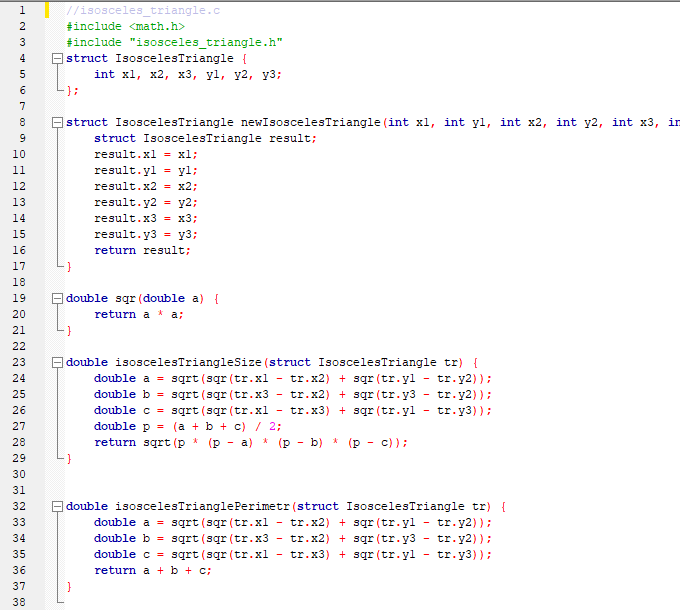 1 //isosceles_triangle.c
2 #include <math.h>
3 #include "isosceles_triangle.h"
4 struct IsoscelesTriangle {
5 int x1, x2, x3, y1, y2, y3;
6 };
7
8 struct IsoscelesTriangle newIsoscelesTriangle(int x1, int y1, int x2, int y2, int x3, in
9 struct IsoscelesTriangle result;
10 result.x1 = x1;
11 result.y1 = y1;
12 result.x2 = x2;
13 result.y2 = y2;
14 result.x3 = x3;
15 result.y3 = y3;
16 return result;
17 }
18
19 double sqr(double a) {
20 return a * a;
21 }
22
23 double isoscelesTriangleSize(struct IsoscelesTriangle tr) {
24 double a = sqrt(sqr(tr.x1 - tr.x2) + sqr(tr.y1 - tr.y2));
25 double b = sqrt(sqr(tr.x3 - tr.x2) + sqr(tr.y3 - tr.y2));
26 double c = sqrt(sqr(tr.x1 - tr.x3) + sqr(tr.y1 - tr.y3));
27 double p = (a + b + c) / 2;
28 return sqrt(p * (p - a) * (p - b) * (p - c));
29 }
30
31
32 double isoscelesTrianglePerimetr(struct IsoscelesTriangle tr) {
33 double a = sqrt(sqr(tr.x1 - tr.x2) + sqr(tr.y1 - tr.y2));
34 double b = sqrt(sqr(tr.x3 - tr.x2) + sqr(tr.y3 - tr.y2));
35 double c = sqrt(sqr(tr.x1 - tr.x3) + sqr(tr.y1 - tr.y3));
36 return a + b + c;
37 }
38